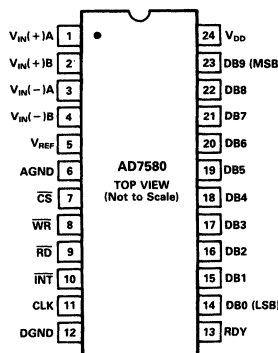 VIN(+)A 1
24 VDD
VIN(+)B 2
23 DB9 (MSB)
VIN(−)A 3
22 DB8
VIN(−)B 4
21 DB7
VREF 5
20 DB6
AGND 6
AD7580
19 DB5
CS 7
TOP VIEW
(Not to Scale)
18 DB4
WR 8
17 DB3
RD 9
16 DB2
INT 10
15 DB1
CLK 11
14 DB0 (LSB)
DGND 12
13 RDY